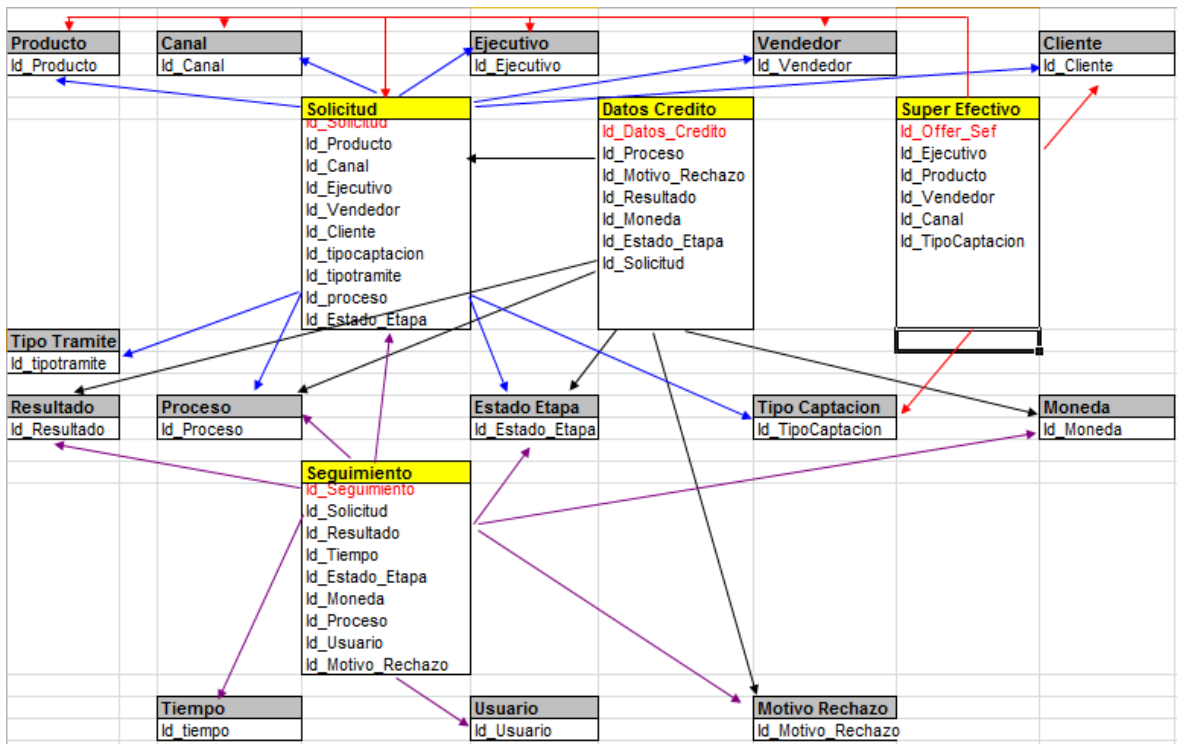 Producto
Id_Producto
Canal
Id_Canal
Ejecutivo
Id_Ejecutivo
Vendedor
Id_Vendedor
Cliente
Id_Cliente
Solicitud
Id_Solicitud
Id_Producto
Id_Canal
Id_Ejecutivo
Id_Vendedor
Id_Cliente
Id_tipocaptacion
Id_tipotramite
Id_proceso
Id_Estado_Etapa
Datos Credito
Id_Datos_Credito
Id_Proceso
Id_Motivo_Rechazo
Id_Resultado
Id_Moneda
Id_Estado_Etapa
Id_Solicitud
Super Efectivo
Id_Offer_Sef
Id_Ejecutivo
Id_Producto
Id_Vendedor
Id_Canal
Id_TipoCaptacion
Tipo Tramite
Id_tipotramite
Resultado
Id_Resultado
Proceso
Id_Proceso
Estado Etapa
Id_Estado_Etapa
Tipo Captacion
Id_TipoCaptacion
Moneda
Id_Moneda
Seguimiento
Id_Seguimiento
Id_Solicitud
Id_Resultado
Id_Tiempo
Id_Estado_Etapa
Id_Moneda
Id_Proceso
Id_Usuario
Id_Motivo_Rechazo
Tiempo
Id_tiempo
Usuario
Id_Usuario
Motivo Rechazo
Id_Motivo_Rechazo